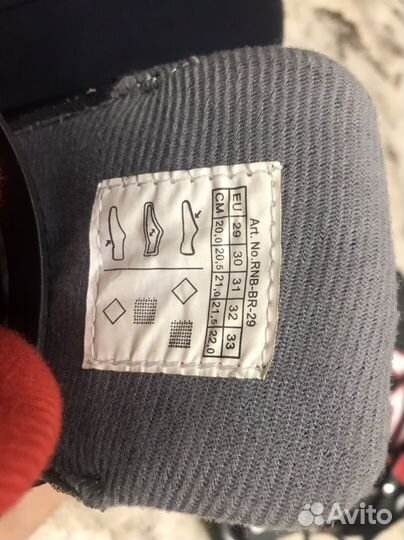 Art. No.RNB-BR-29
EU 29 30 31 32 33
CM 20,0 20,5 21,0 21,5 22,0
Avito